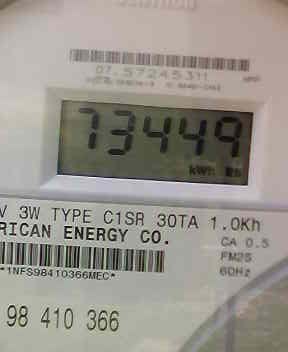 07 57245311
73449
kWh
V 3W TYPE C1SR 30TA 1.0Kh
RICAN ENERGY CO. CA 0.5
FM2S
*1NFS98410366MEC* 60Hz
98 410 366